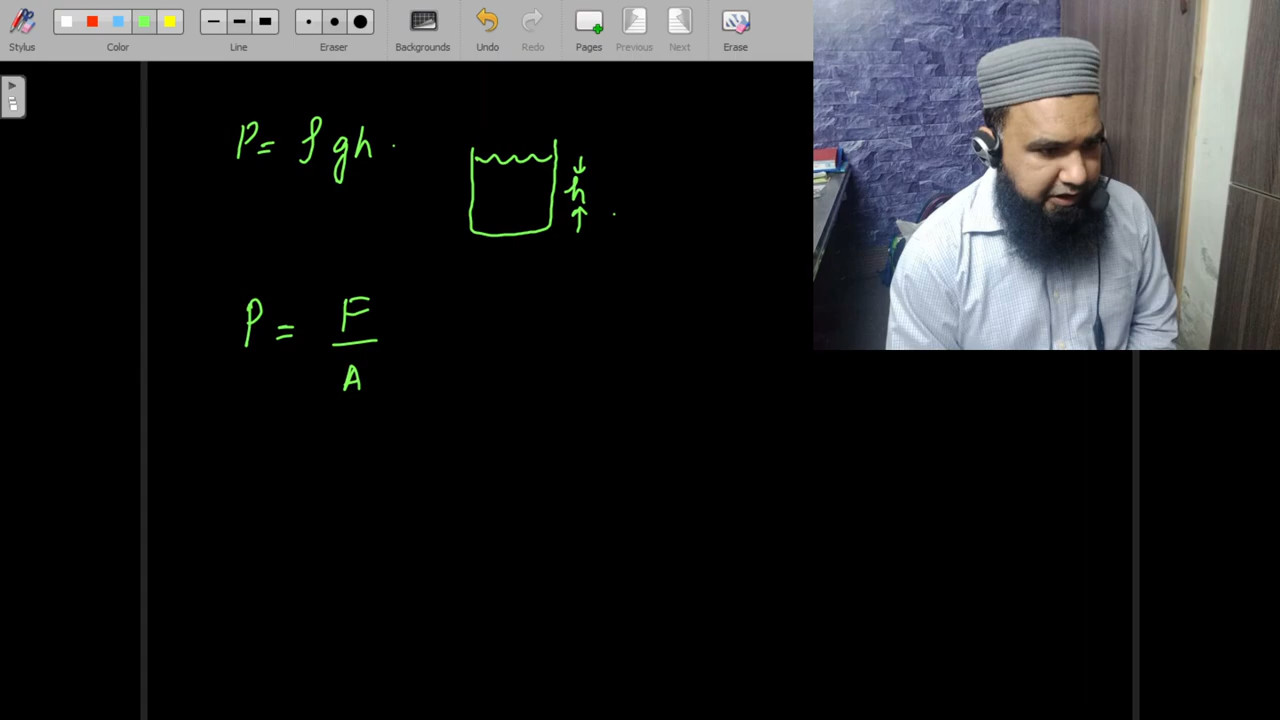 Stylus
Color
Line
Eraser
Backgrounds
Undo
Redo
Pages
Previous
Next
Erase
P= ρgh.
h
P = F
A